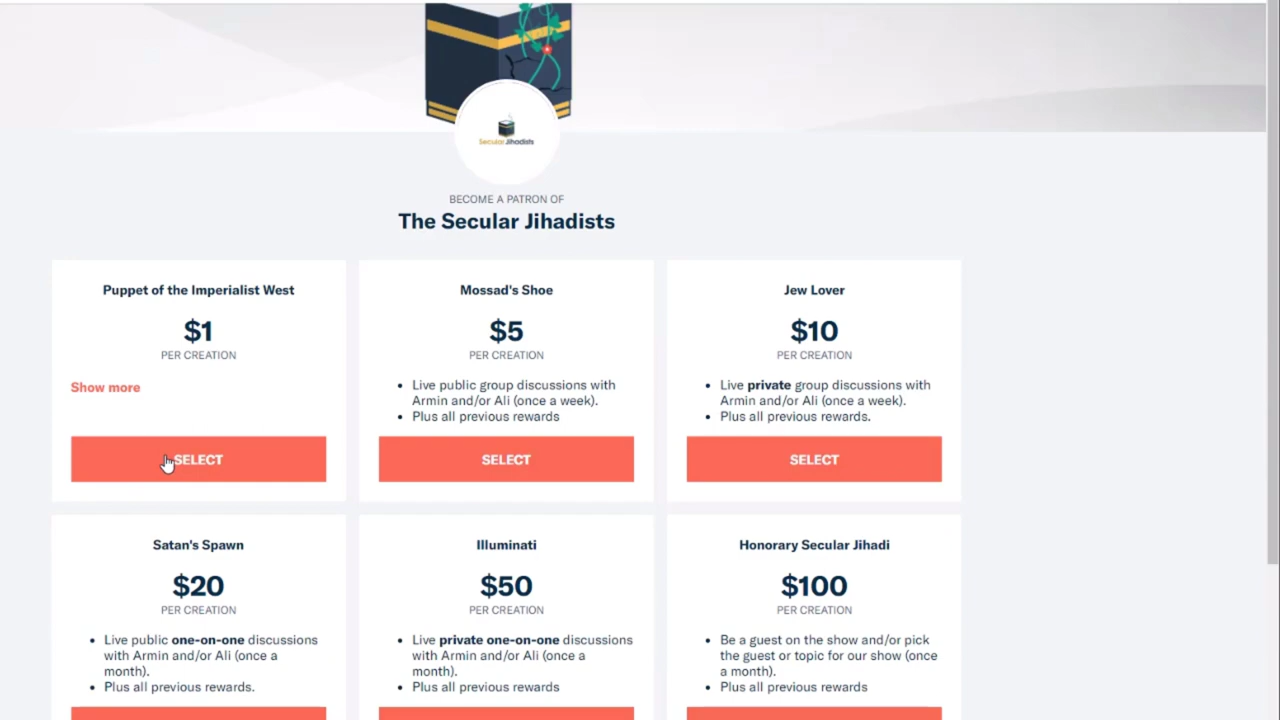 Secular Jihadists
BECOME A PATRON OF
The Secular Jihadists
Puppet of the Imperialist West
$1
PER CREATION
Show more
SELECT
Mossad's Shoe
$5
PER CREATION
• Live public group discussions with
Armin and/or Ali (once a week).
• Plus all previous rewards
SELECT
Jew Lover
$10
PER CREATION
• Live private group discussions with
Armin and/or Ali (once a week).
• Plus all previous rewards.
SELECT
Satan's Spawn
$20
PER CREATION
• Live public one-on-one discussions
with Armin and/or Ali (once a
month).
• Plus all previous rewards.
Illuminati
$50
PER CREATION
• Live private one-on-one discussions
with Armin and/or Ali (once a
month).
• Plus all previous rewards
Honorary Secular Jihadi
$100
PER CREATION
• Be a guest on the show and/or pick
the guest or topic for our show (once
a month).
• Plus all previous rewards